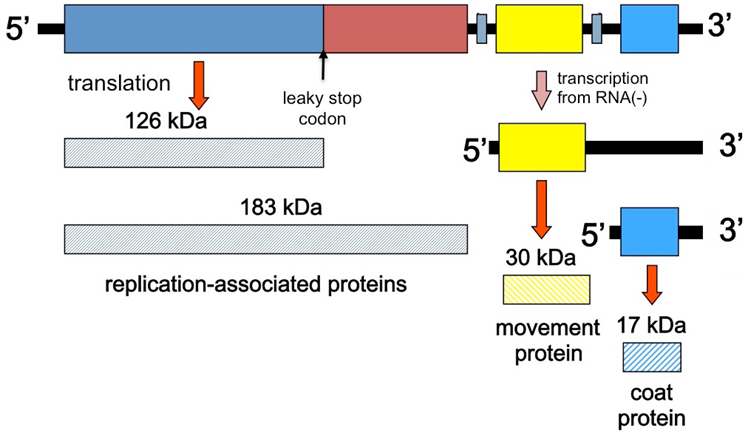 5’
3’
translation
leaky stop
codon
transcription
from RNA(-)
126 kDa
5’
3’
183 kDa
replication-associated proteins
5’
3’
30 kDa
movement
protein
17 kDa
coat
protein